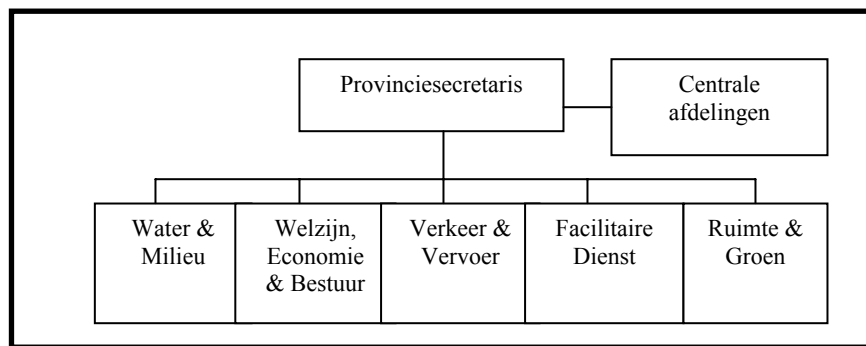 Provinciesecretaris
Centrale
afdelingen
Water &
Milieu
Welzijn,
Economie
& Bestuur
Verkeer &
Vervoer
Facilitaire
Dienst
Ruimte &
Groen